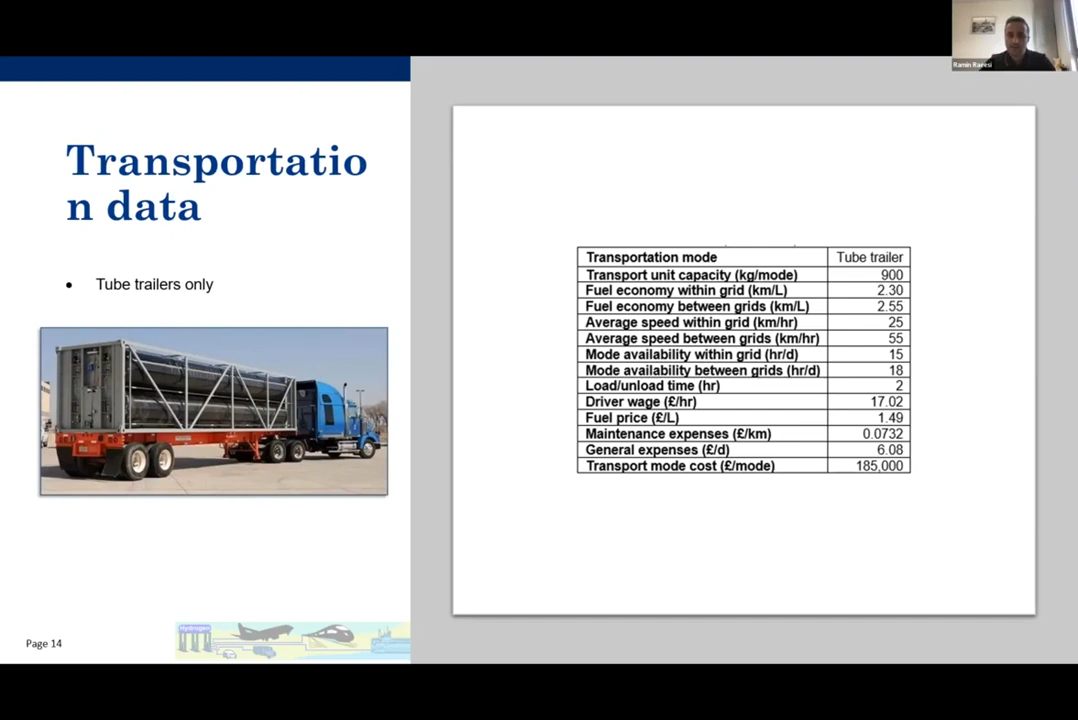 Ramin Raeesi
Transportatio
n data
• Tube trailers only
Transportation mode Tube trailer
Transport unit capacity (kg/mode) 900
Fuel economy within grid (km/L) 2.30
Fuel economy between grids (km/L) 2.55
Average speed within grid (km/hr) 25
Average speed between grids (km/hr) 55
Mode availability within grid (hr/d) 15
Mode availability between grids (hr/d) 18
Load/unload time (hr) 2
Driver wage (£/hr) 17.02
Fuel price (£/L) 1.49
Maintenance expenses (£/km) 0.0732
General expenses (£/d) 6.08
Transport mode cost (£/mode) 185,000
Hydrogen
Page 14